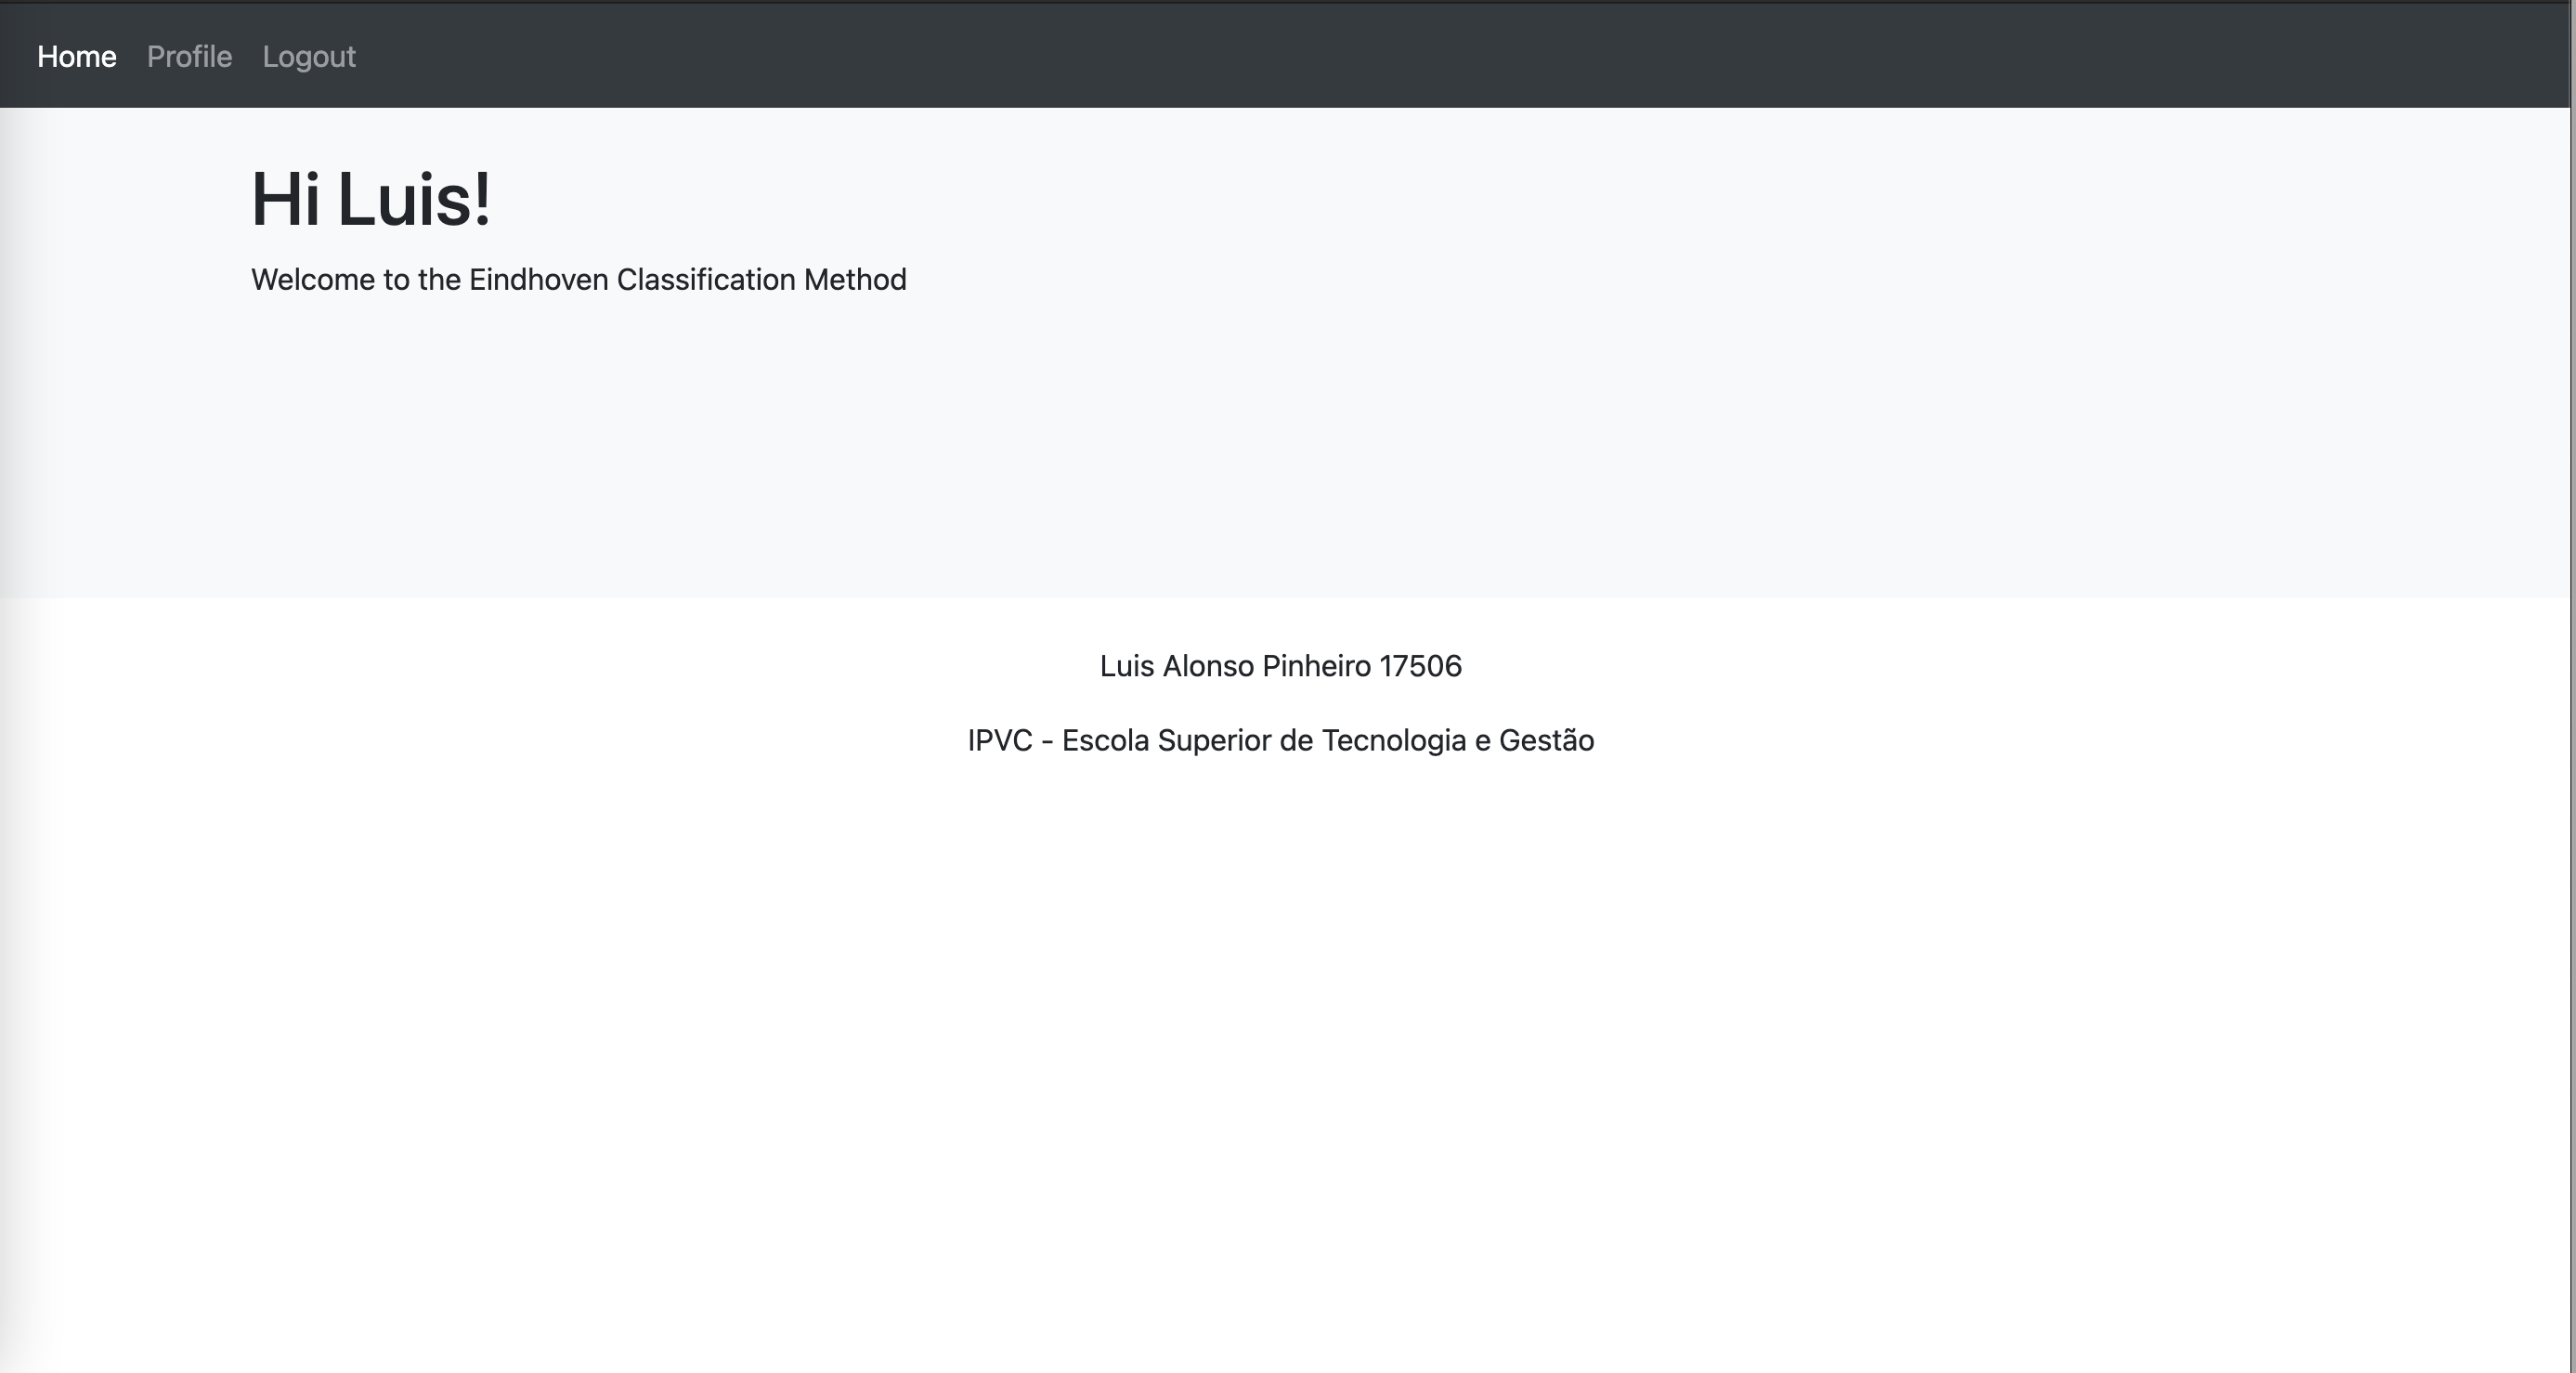 Home Profile Logout
Hi Luis!
Welcome to the Eindhoven Classification Method
Luis Alonso Pinheiro 17506
IPVC - Escola Superior de Tecnologia e Gestão